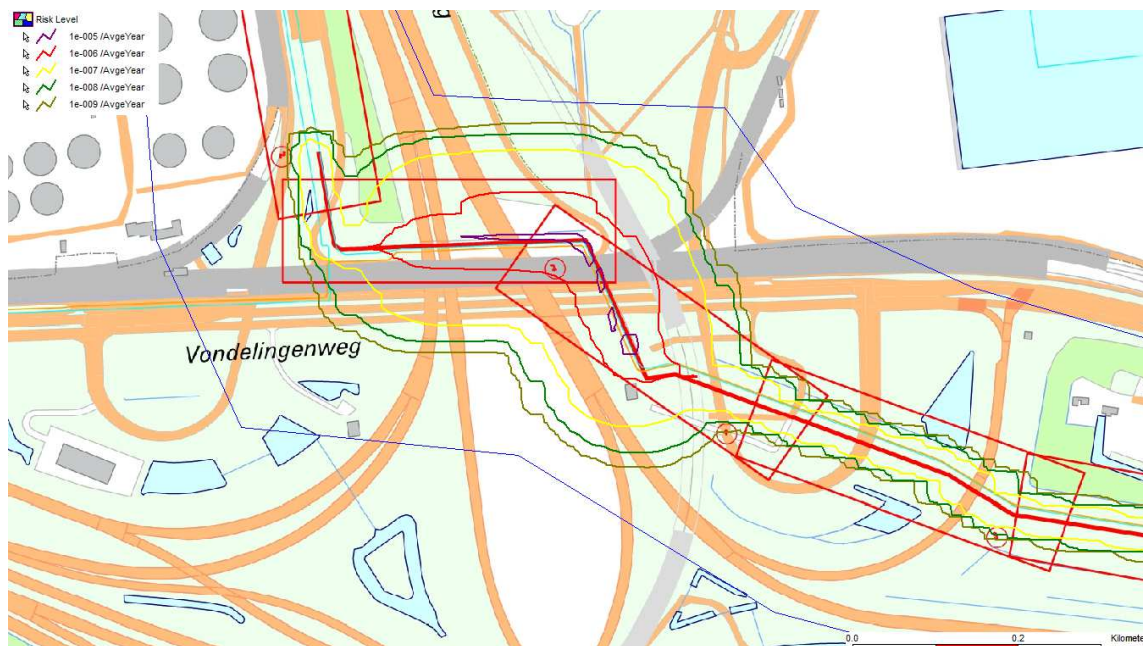 Risk Level
1e-005 /AvgeYear
1e-006 /AvgeYear
1e-007 /AvgeYear
1e-008 /AvgeYear
1e-009 /AvgeYear
Vondelingenweg
0.0 0.2 Kilomete